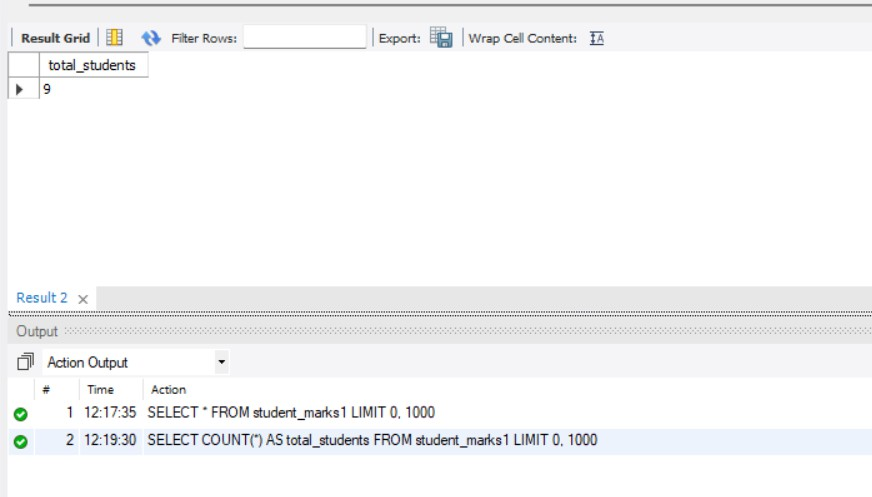 Result Grid Filter Rows: Export: Wrap Cell Content: IA
total_students
9
Result 2 ×
Output
Action Output
# Time Action
1 12:17:35 SELECT * FROM student_marks1 LIMIT 0, 1000
2 12:19:30 SELECT COUNT(*) AS total_students FROM student_marks1 LIMIT 0, 1000